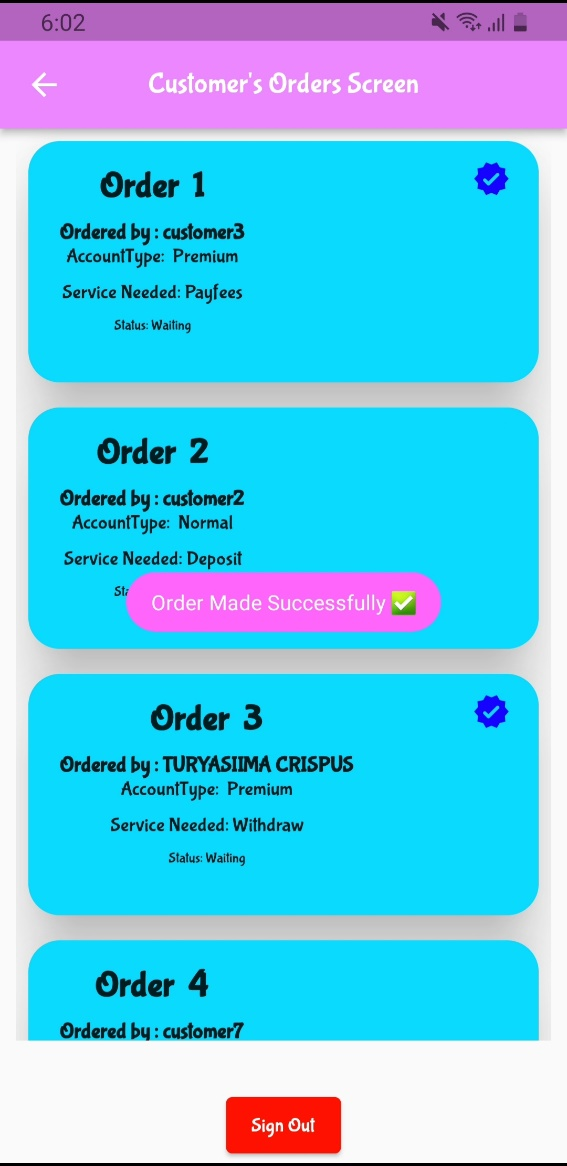 6:02
Customer's Orders Screen
Order 1
Ordered by : customer3
AccountType: Premium
Service Needed: Payfees
Status: Waiting
Order 2
Ordered by : customer2
AccountType: Normal
Service Needed: Deposit
Order Made Successfully ✅
Order 3
Ordered by : TURYASIIMA CRISPUS
AccountType: Premium
Service Needed: Withdraw
Status: Waiting
Order 4
Ordered by : customer7
Sign Out